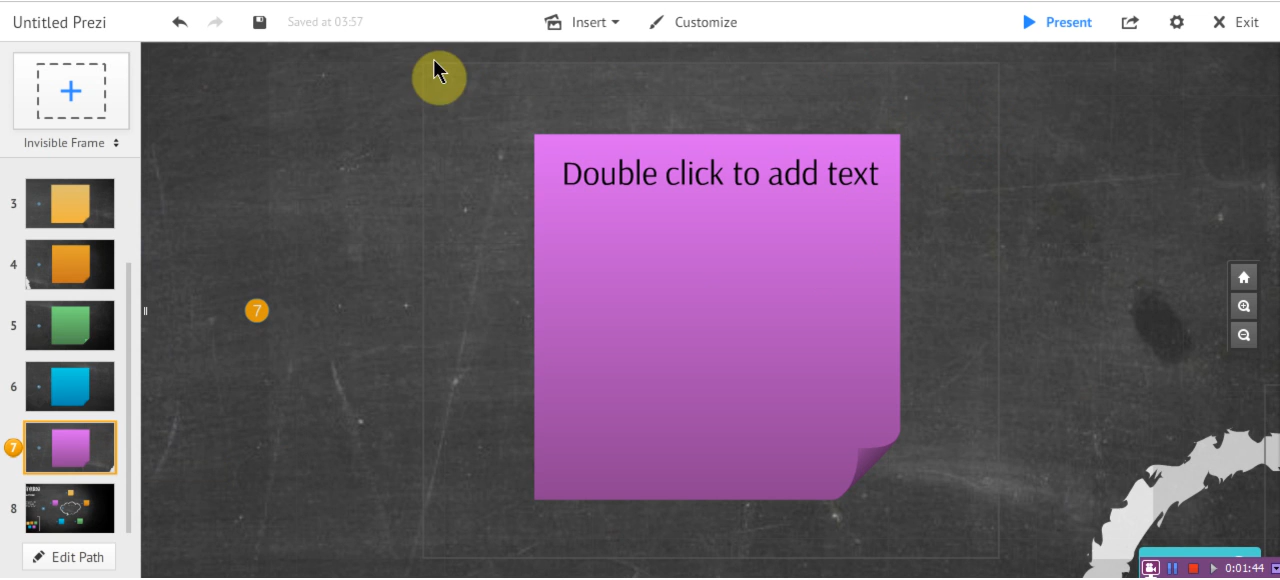 Untitled Prezi
Saved at 03:57
Insert
Customize
Present
Exit
Invisible Frame
3
4
5
6
7
8
Edit Path
7
Double click to add text
0:01:44